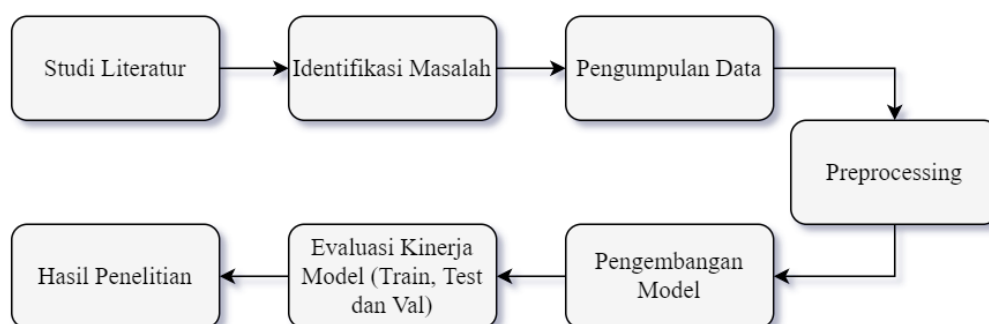 Studi Literatur
Identifikasi Masalah
Pengumpulan Data
Preprocessing
Pengembangan
Model
Evaluasi Kinerja
Model (Train, Test
dan Val)
Hasil Penelitian